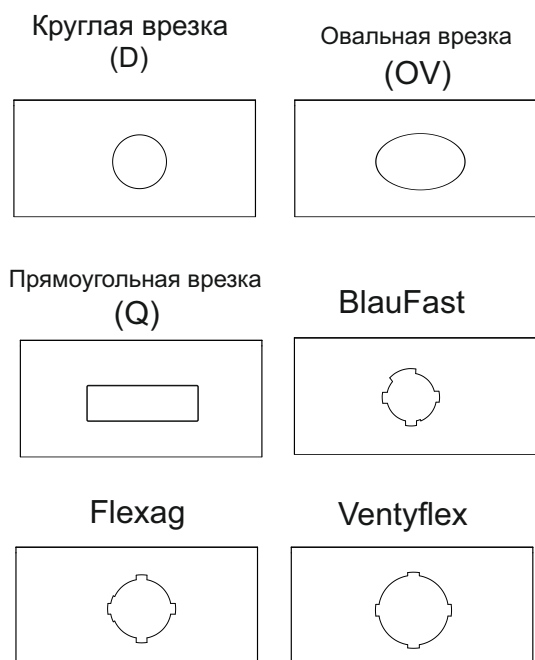 Круглая врезка
(D)
Овальная врезка
(OV)
Прямоугольная врезка
(Q)
BlauFast
Flexag
Ventyflex